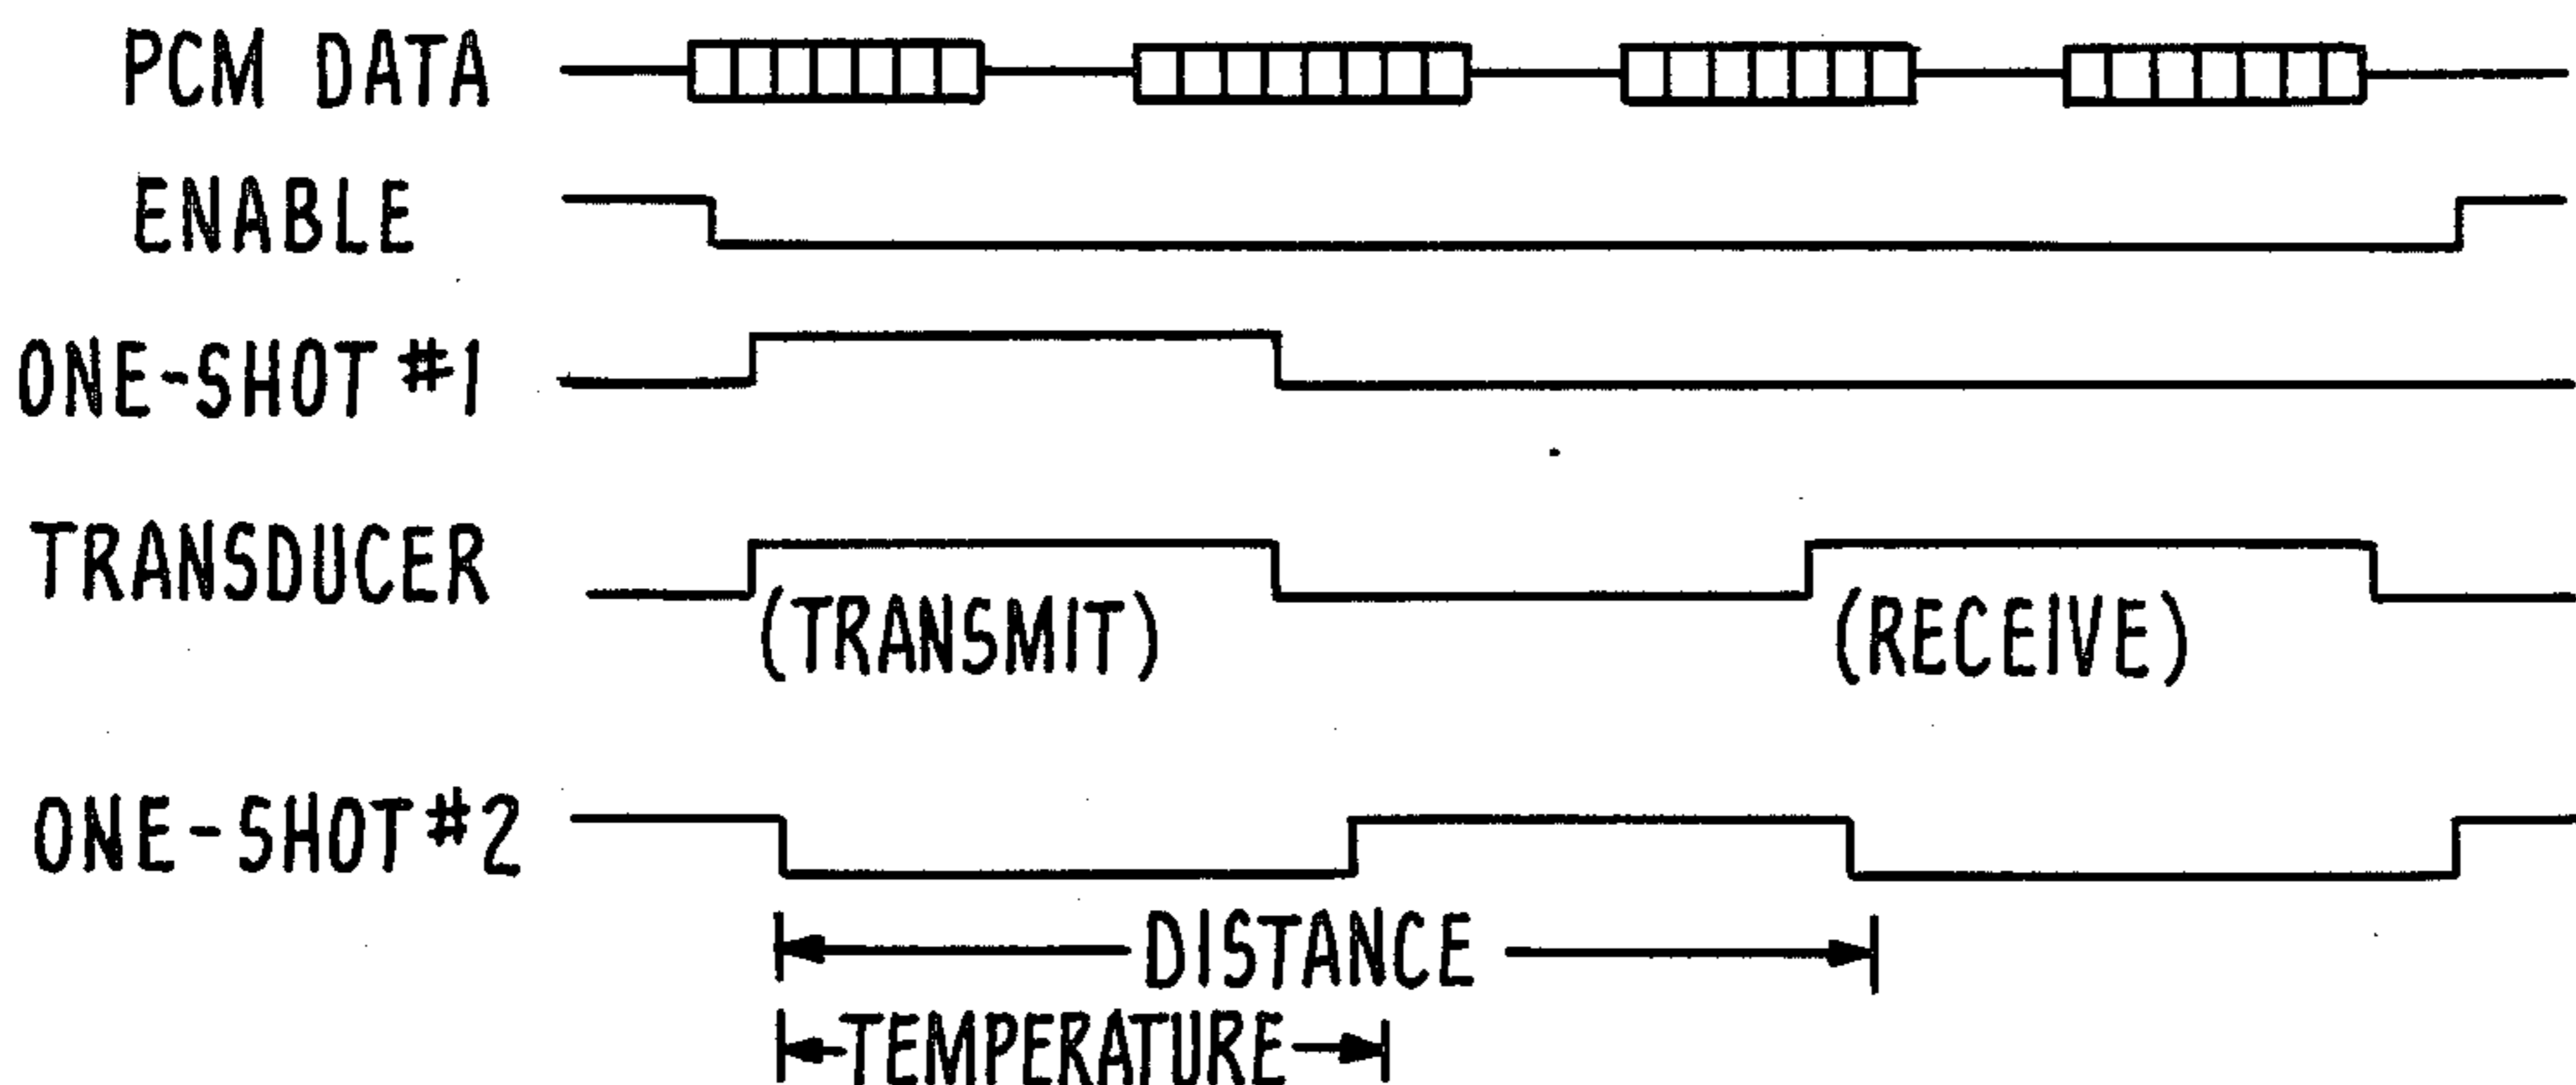 PCM DATA
ENABLE
ONE-SHOT #1
TRANSDUCER
(TRANSMIT)
(RECEIVE)
ONE-SHOT #2
DISTANCE
TEMPERATURE